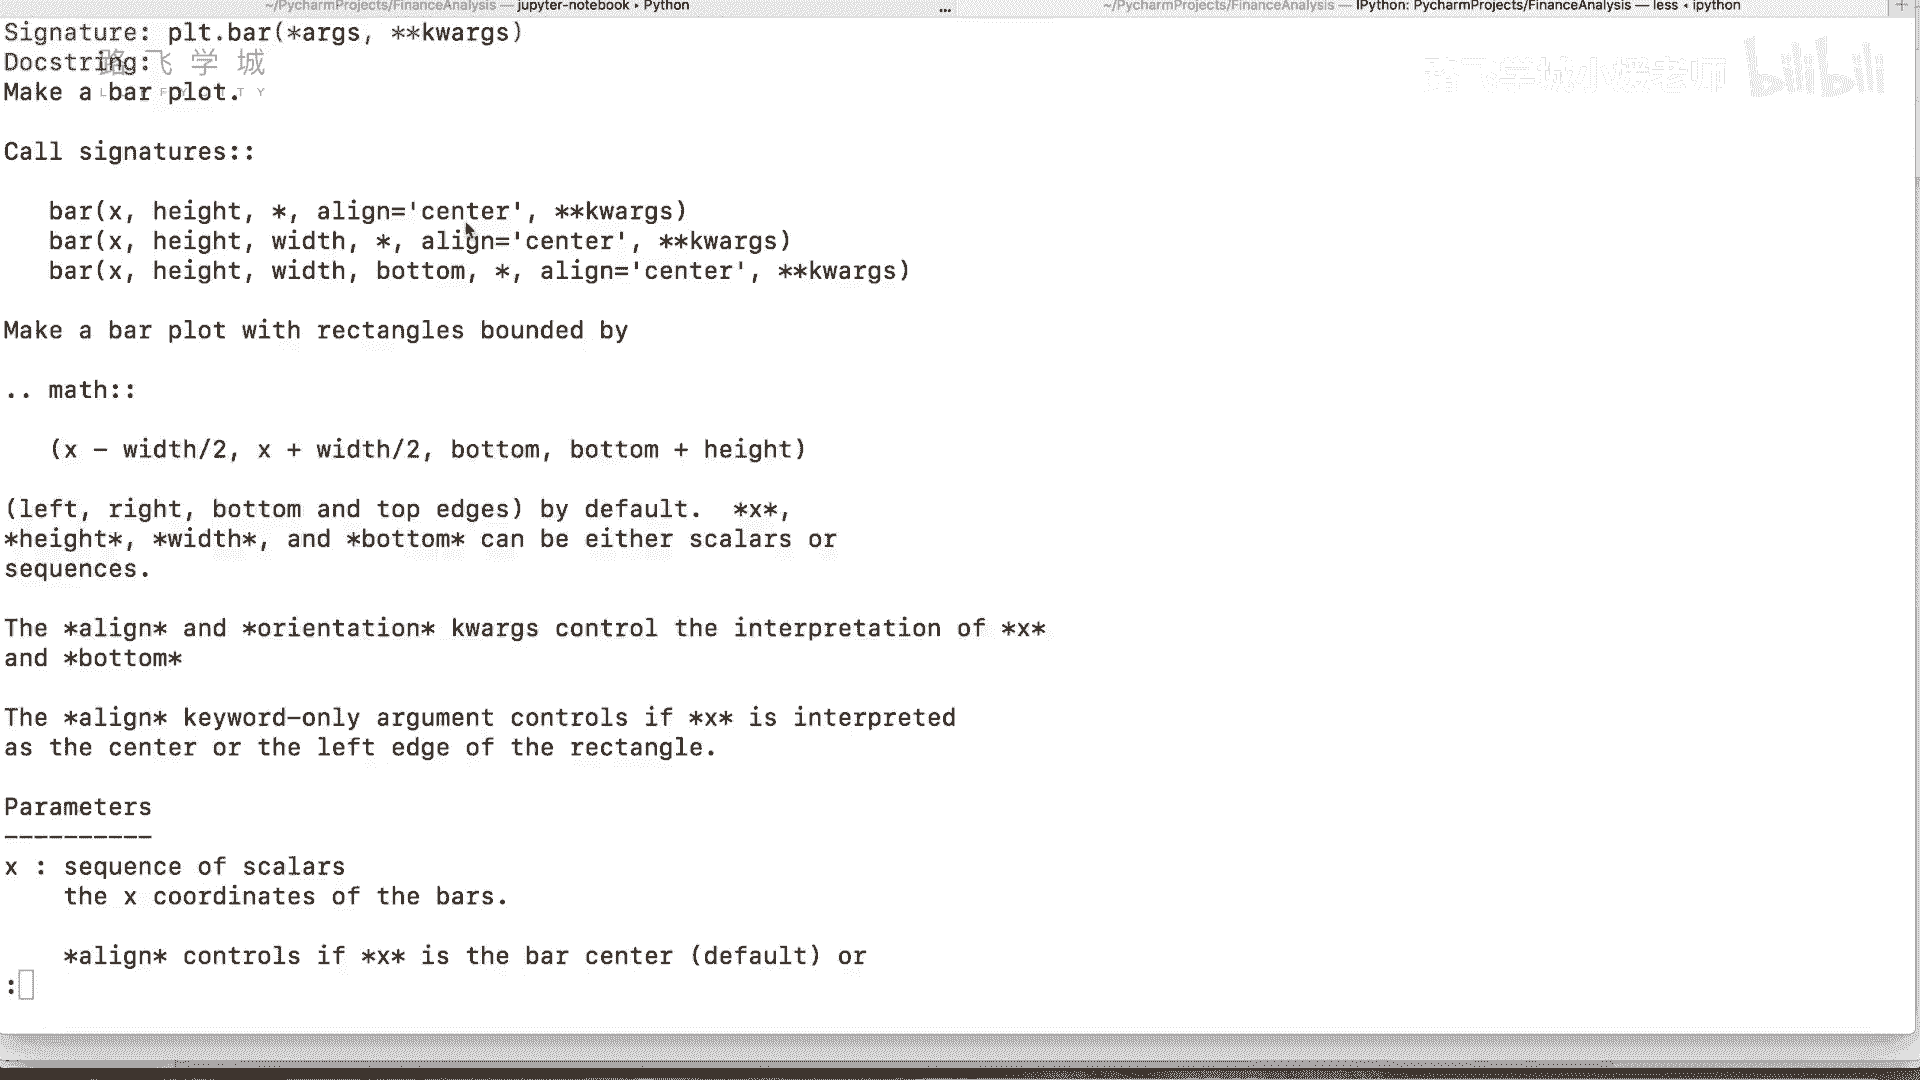 ~/PycharmProjects/FinanceAnalysis — jupyter-notebook ▸ Python
...
~/PycharmProjects/FinanceAnalysis — IPython: PycharmProjects/FinanceAnalysis — less ◂ ipython
+
Signature: plt.bar(*args, **kwargs)
路飞学城
Docstring:
路飞学城小媛老师 bilibili
Make a bar plot.
Call signatures::
bar(x, height, *, align='center', **kwargs)
bar(x, height, width, *, align='center', **kwargs)
bar(x, height, width, bottom, *, align='center', **kwargs)
Make a bar plot with rectangles bounded by
.. math::
(x - width/2, x + width/2, bottom, bottom + height)
(left, right, bottom and top edges) by default.  *x*,
*height*, *width*, and *bottom* can be either scalars or
sequences.
The *align* and *orientation* kwargs control the interpretation of *x*
and *bottom*
The *align* keyword-only argument controls if *x* is interpreted
as the center or the left edge of the rectangle.
Parameters
----------
x : sequence of scalars
the x coordinates of the bars.
*align* controls if *x* is the bar center (default) or
: